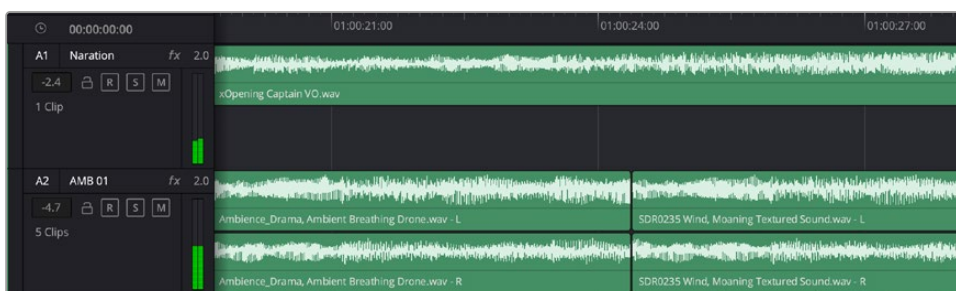 00:00:00:00 01:00:21:00 01:00:24:00 01:00:27:00
A1 Naration fx 2.0
-2.4 R S M
xOpening Captain VO.wav
1 Clip
A2 AMB 01 fx 2.0
-4.7 R S M
Ambience_Drama, Ambient Breathing Drone.wav - L SDR0235 Wind, Moaning Textured Sound.wav - L
5 Clips
Ambience_Drama, Ambient Breathing Drone.wav - R SDR0235 Wind, Moaning Textured Sound.wav - R